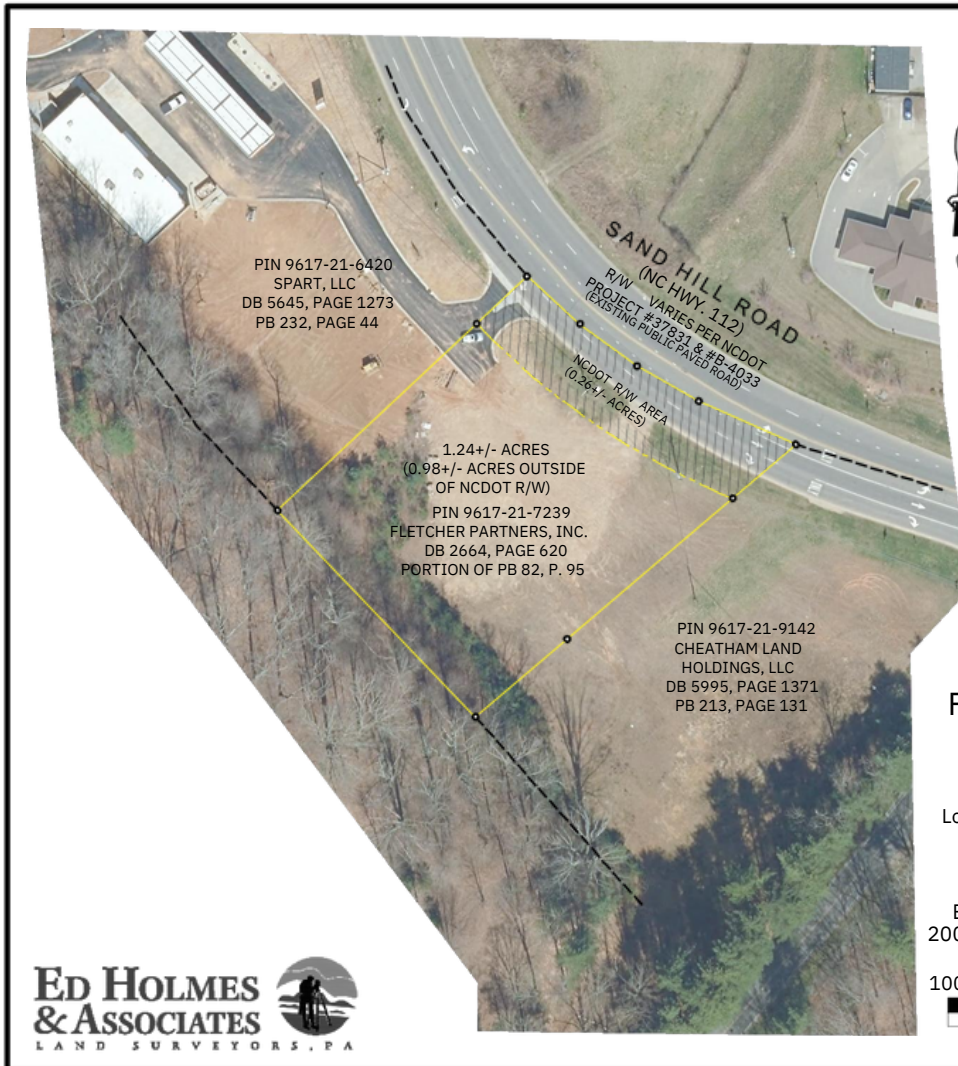 SAND HILL ROAD
(NC HWY. 112)
R/W VARIES PER NCDOT
PROJECT #37831 & #B-4033
(EXISTING PUBLIC PAVED ROAD)
PIN 9617-21-6420
SPART, LLC
DB 5645, PAGE 1273
PB 232, PAGE 44
NCDOT R/W AREA
(0.26+/- ACRES)
1.24+/- ACRES
(0.98+/- ACRES OUTSIDE
OF NCDOT R/W)
PIN 9617-21-7239
FLETCHER PARTNERS, INC.
DB 2664, PAGE 620
PORTION OF PB 82, P. 95
PIN 9617-21-9142
CHEATHAM LAND
HOLDINGS, LLC
DB 5995, PAGE 1371
PB 213, PAGE 131
ED HOLMES
& ASSOCIATES
LAND SURVEYORS, PA